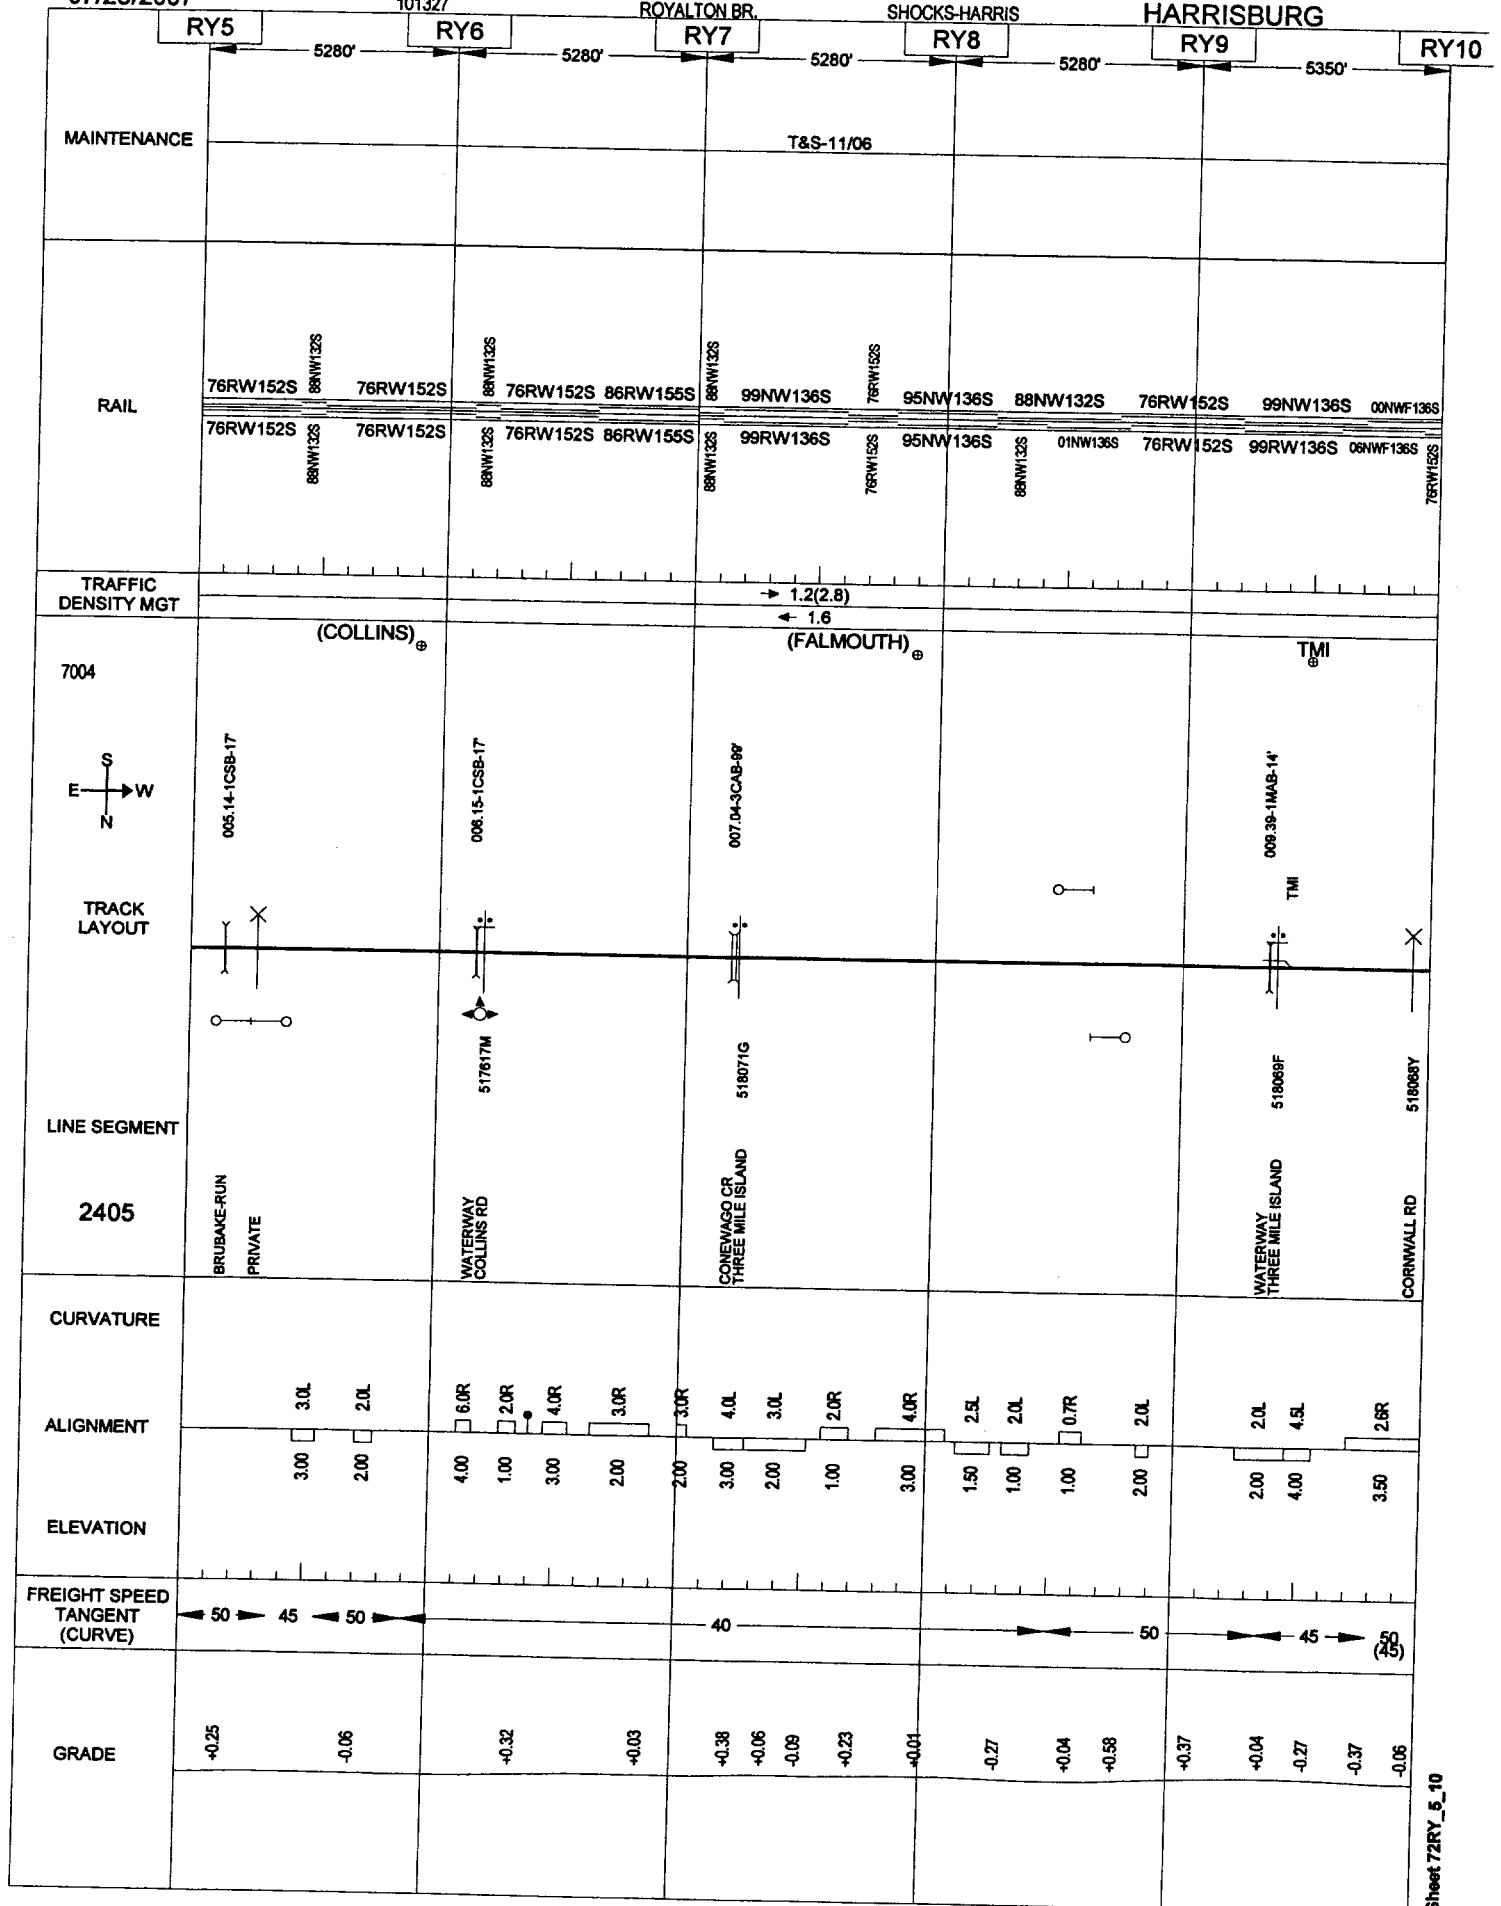 101327 ROYALTON BR. SHOCKS-HARRIS HARRISBURG
RY5 RY6 RY7 RY8 RY9 RY10
5280' 5280' 5280' 5280' 5350'
MAINTENANCE
T&S-11/06
RAIL
88NW132S 88NW132S 88NW132S 76RW152S
76RW152S 76RW152S 76RW152S 86RW155S 99NW136S 95NW136S 88NW132S 76RW152S 99NW136S 00NWF136S
76RW152S 76RW152S 76RW152S 86RW155S 99RW136S 95NW136S 01NW136S 76RW152S 99RW136S 06NWF136S
88NW132S 88NW132S 88NW132S 76RW152S 88NW132S 76RW152S
TRAFFIC
DENSITY MGT
1.2(2.8)
1.6
(COLLINS) (FALMOUTH) TMI
7004
S
E W
N
005.14-1CSB-17' 006.15-1CSB-17' 007.04-3CAB-99' 009.39-1MAB-14'
TMI
TRACK
LAYOUT
517617M 518071G 518069F 518068Y
LINE SEGMENT
2405
BRUBAKE-RUN
PRIVATE
WATERWAY
COLLINS RD
CONEWAGO CR
THREE MILE ISLAND
WATERWAY
THREE MILE ISLAND
CORNWALL RD
CURVATURE
ALIGNMENT
3.0L 2.0L 6.0R 2.0R 4.0R 3.0R 3.0R 4.0L 3.0L 2.0R 4.0R 2.5L 2.0L 0.7R 2.0L 2.0L 4.5L 2.6R
3.00 2.00 4.00 1.00 3.00 2.00 2.00 3.00 2.00 1.00 3.00 1.50 1.00 1.00 2.00 2.00 4.00 3.50
ELEVATION
FREIGHT SPEED
TANGENT
(CURVE)
50 45 50 40 50 45 50
(45)
GRADE
+0.25 -0.06 +0.32 +0.03 +0.38 +0.06 -0.09 +0.23 +0.01 -0.27 +0.04 +0.58 +0.37 +0.04 -0.27 -0.37 -0.06
Sheet 72RY_5_10